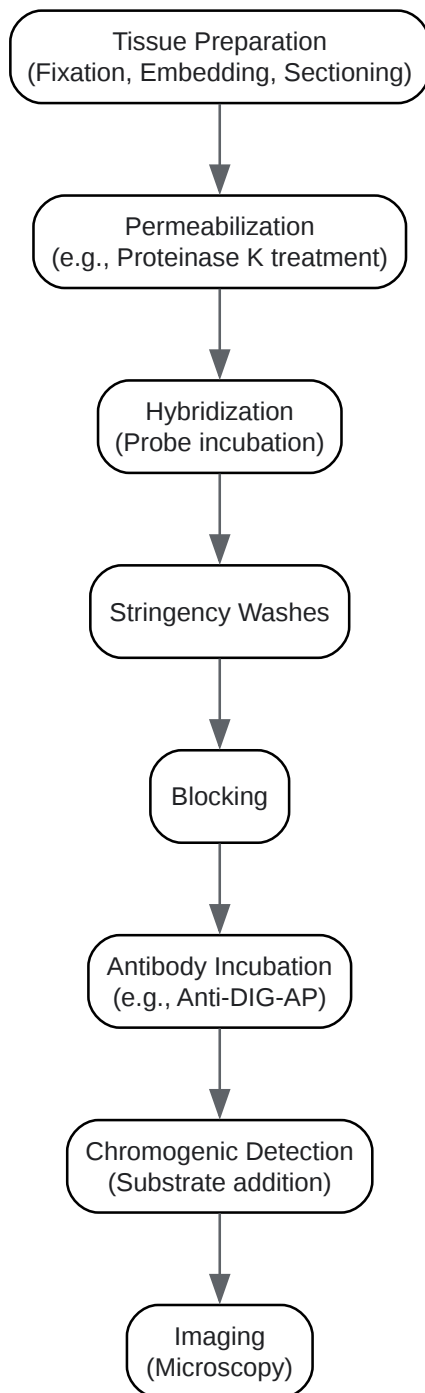 Tissue Preparation
(Fixation, Embedding, Sectioning)
Permeabilization
(e.g., Proteinase K treatment)
Hybridization
(Probe incubation)
Stringency Washes
Blocking
Antibody Incubation
(e.g., Anti-DIG-AP)
Chromogenic Detection
(Substrate addition)
Imaging
(Microscopy)